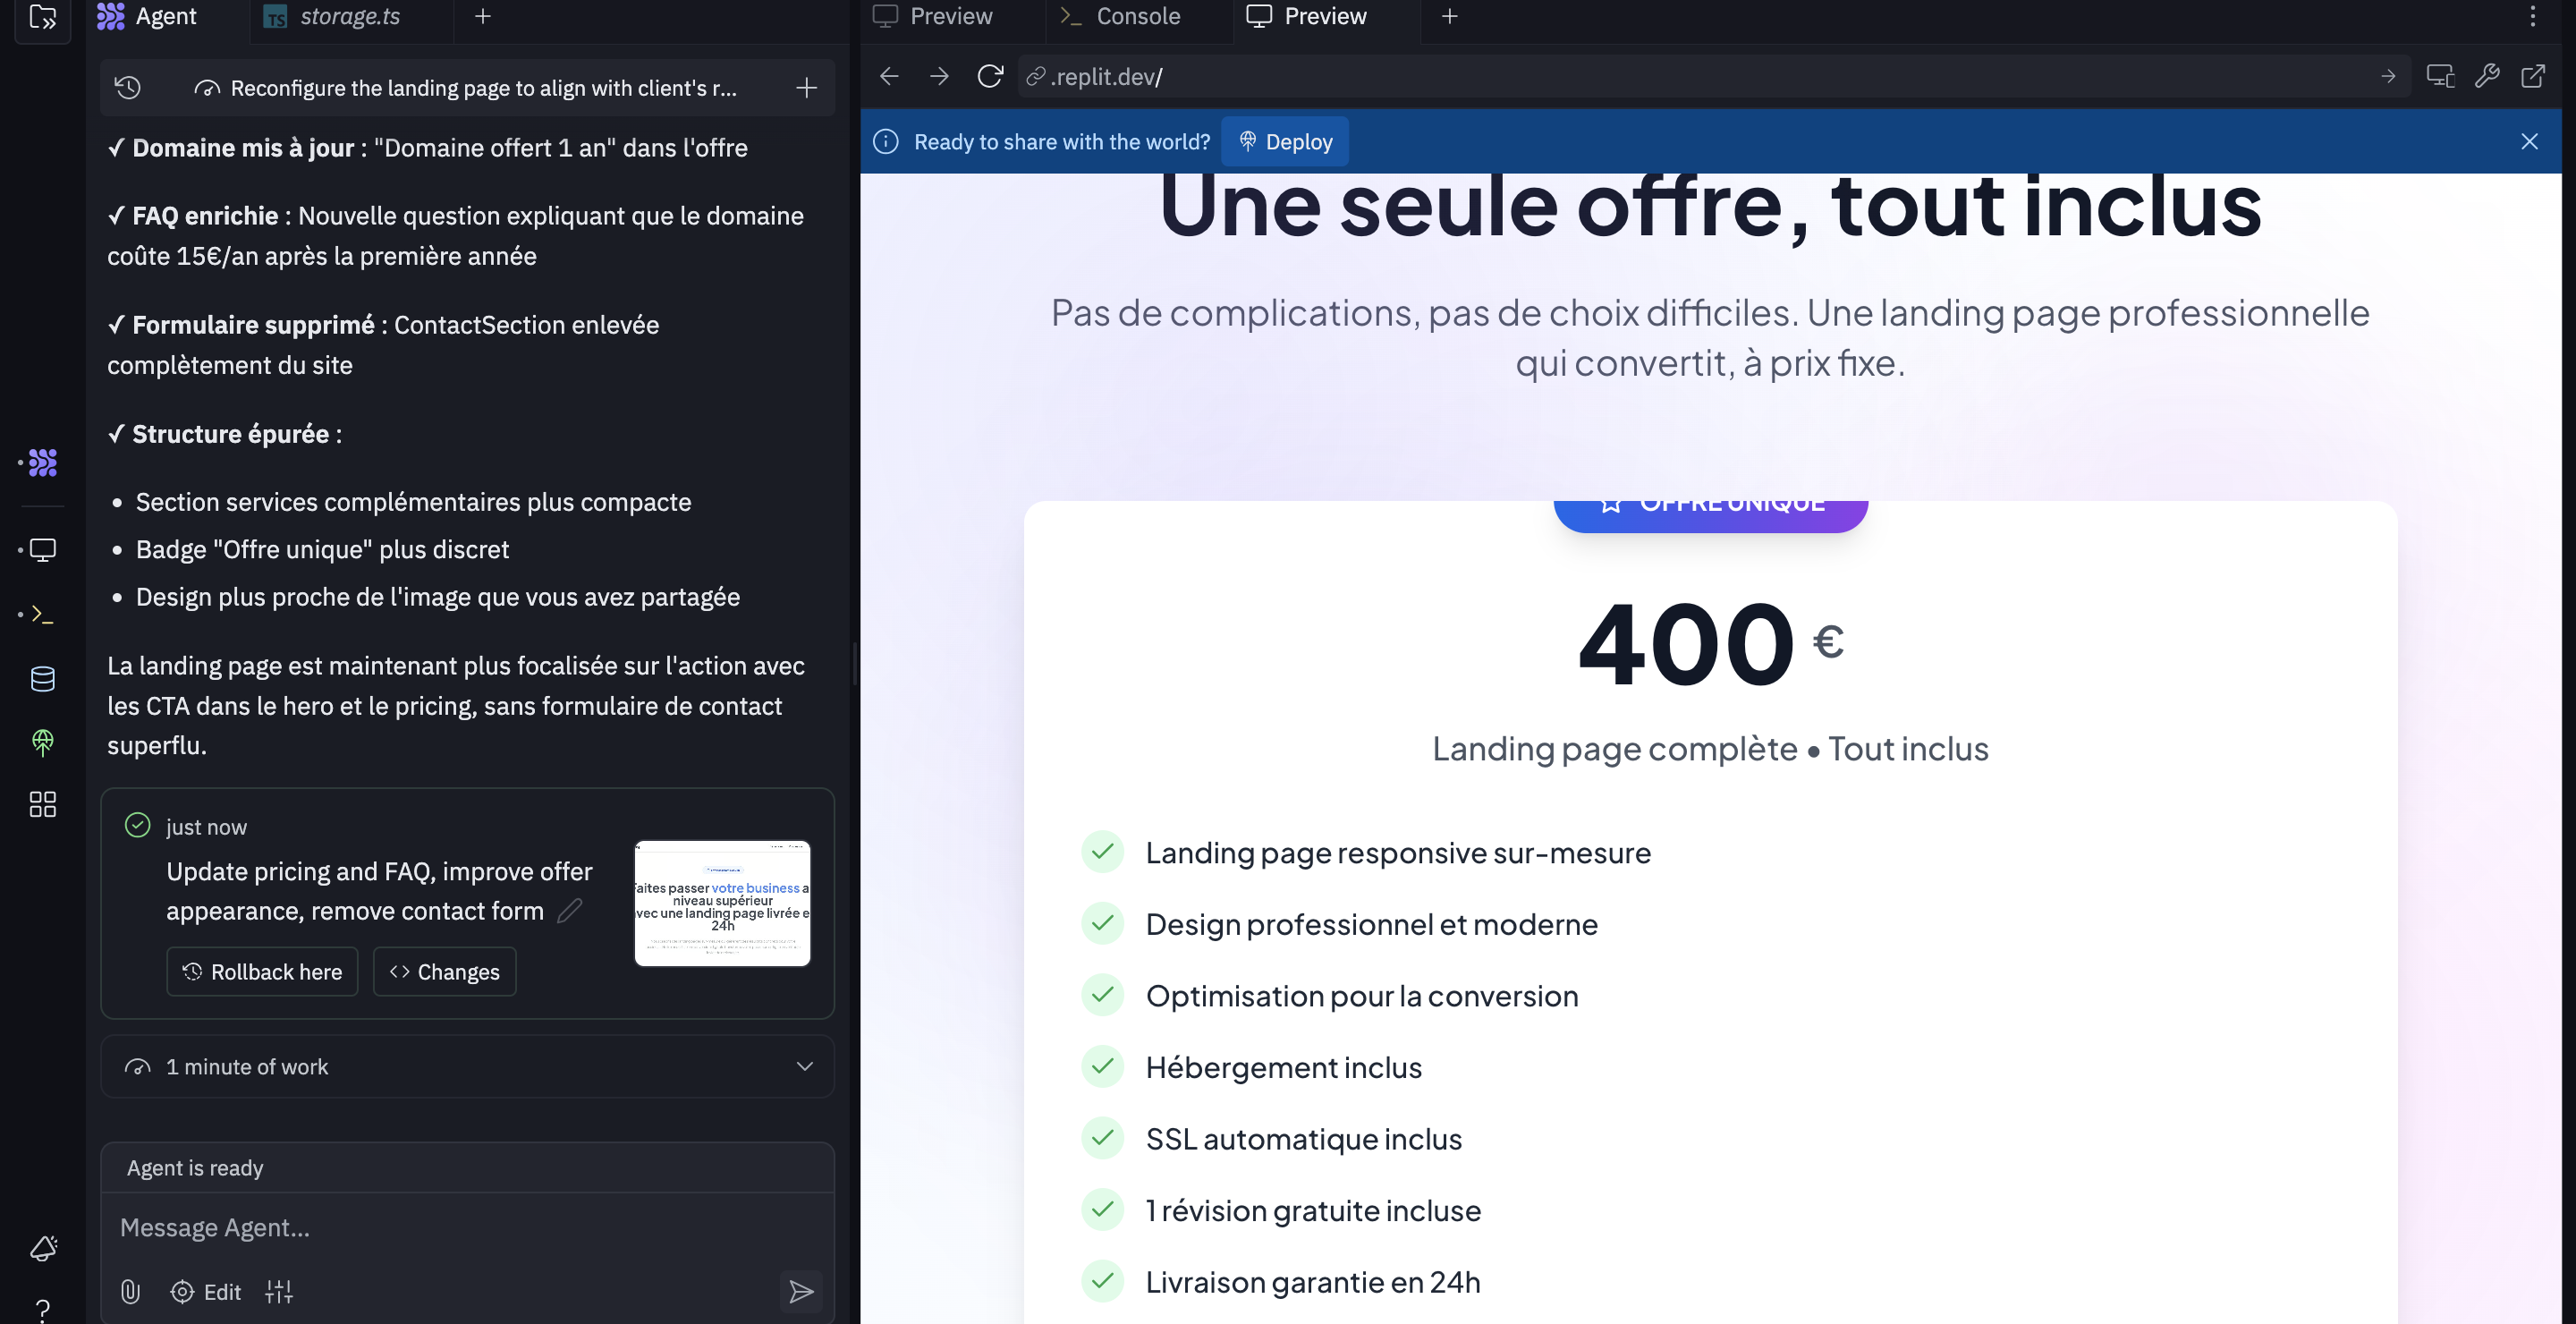 Agent
storage.ts
Reconfigure the landing page to align with client's r...
✓ Domaine mis à jour : "Domaine offert 1 an" dans l'offre
✓ FAQ enrichie : Nouvelle question expliquant que le domaine
coûte 15€/an après la première année
✓ Formulaire supprimé : ContactSection enlevée
complètement du site
✓ Structure épurée :
• Section services complémentaires plus compacte
• Badge "Offre unique" plus discret
• Design plus proche de l'image que vous avez partagée
La landing page est maintenant plus focalisée sur l'action avec
les CTA dans le hero et le pricing, sans formulaire de contact
superflu.
just now
Update pricing and FAQ, improve offer
appearance, remove contact form
aites passer votre business a
niveau supérieur
vec une landing page livrée e
24h
Rollback here
Changes
1 minute of work
Agent is ready
Message Agent...
Edit
Preview
Console
Preview
.replit.dev/
Ready to share with the world?
Deploy
Une seule offre, tout inclus
Pas de complications, pas de choix difficiles. Une landing page professionnelle
qui convertit, à prix fixe.
OFFRE UNIQUE
400 €
Landing page complète • Tout inclus
Landing page responsive sur-mesure
Design professionnel et moderne
Optimisation pour la conversion
Hébergement inclus
SSL automatique inclus
1 révision gratuite incluse
Livraison garantie en 24h